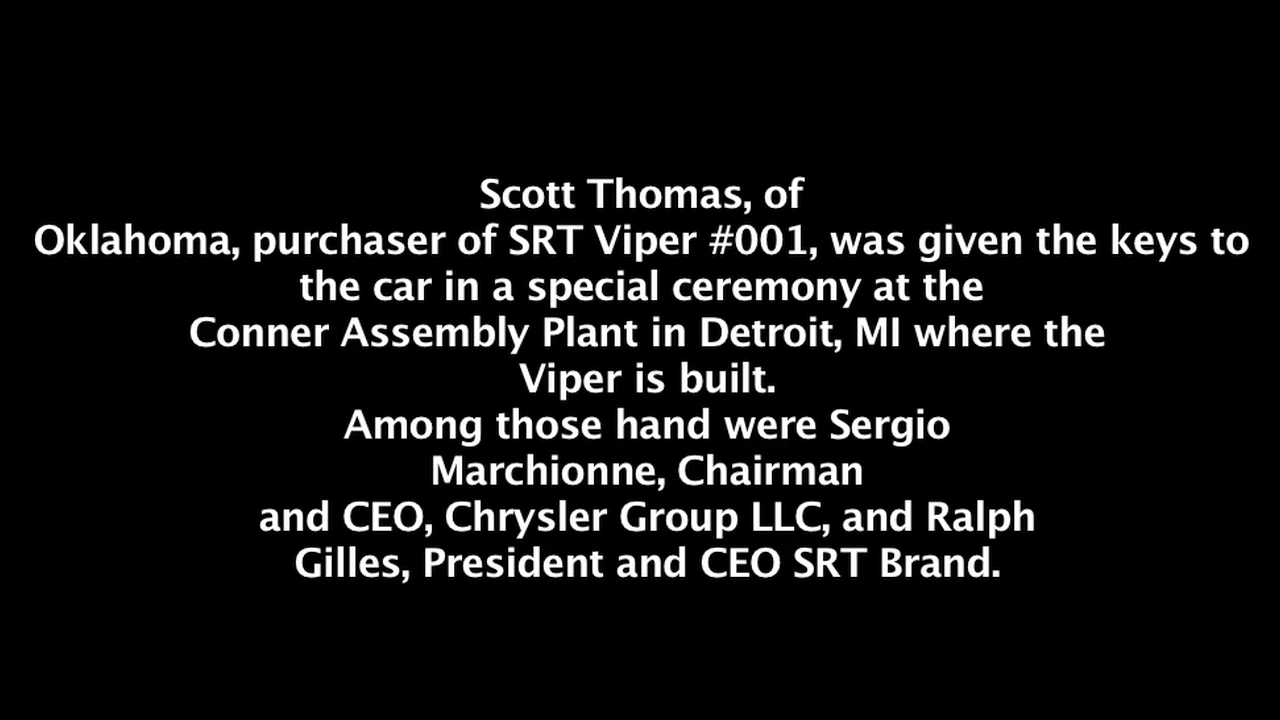 Scott Thomas, of
Oklahoma, purchaser of SRT Viper #001, was given the keys to
the car in a special ceremony at the
Conner Assembly Plant in Detroit, MI where the
Viper is built.
Among those hand were Sergio
Marchionne, Chairman
and CEO, Chrysler Group LLC, and Ralph
Gilles, President and CEO SRT Brand.